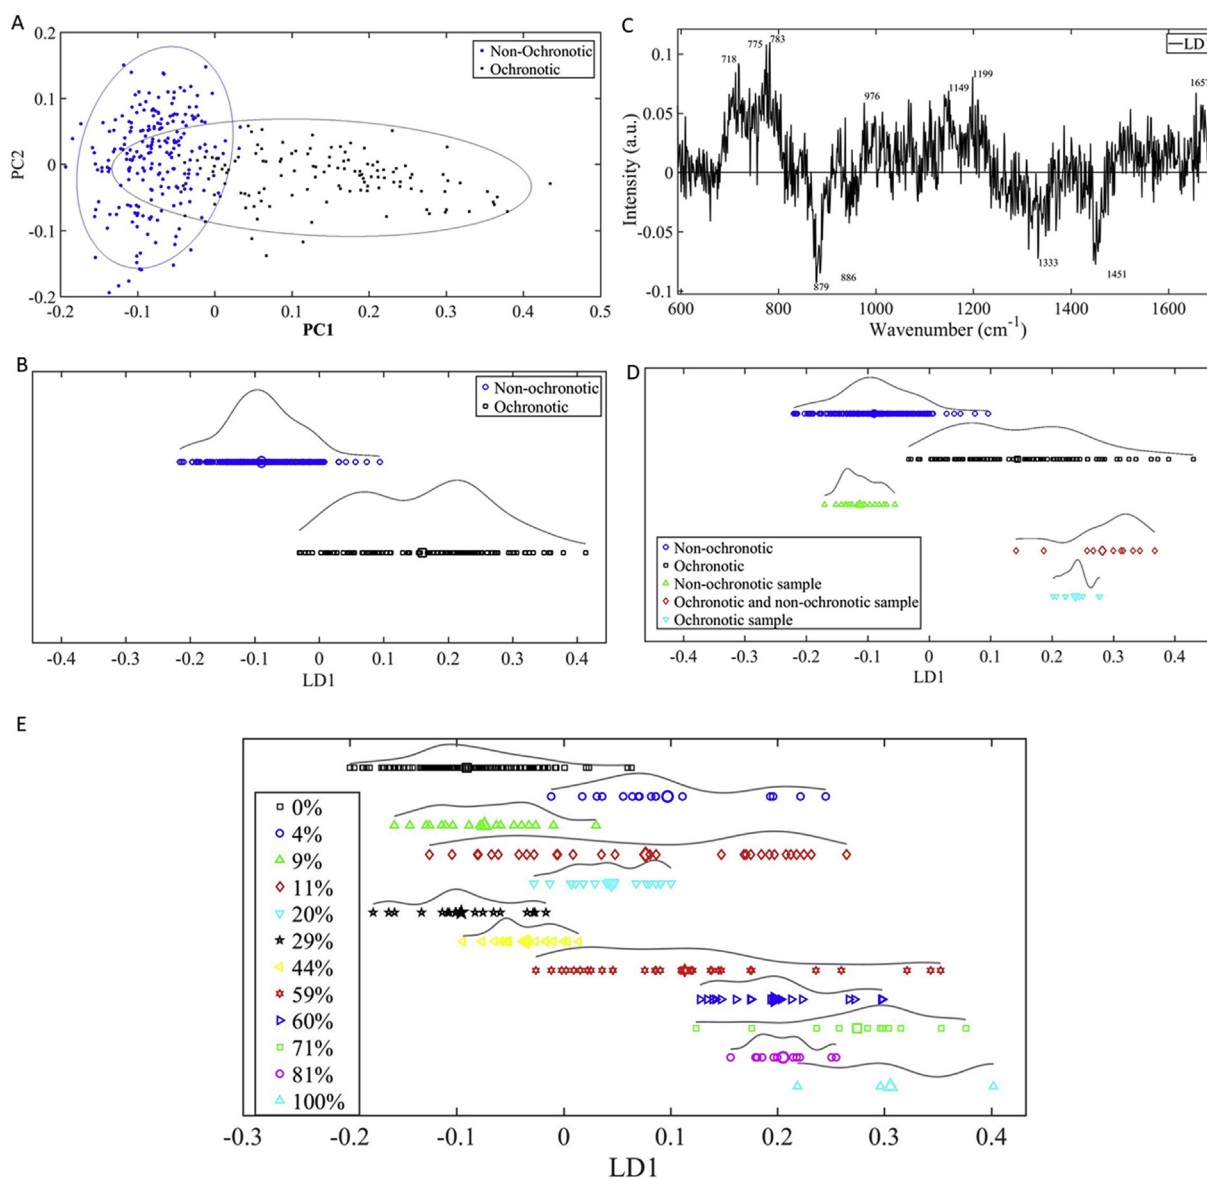 A
0.2
0.1
0
-0.1
-0.2
PC2
Non-Ochronotic
Ochronotic
-0.2 -0.1 0 0.1 0.2 0.3 0.4 0.5
PC1
C
0.1
0.05
0
-0.05
-0.1
Intensity (a.u.)
LD1
718
775
783
976
1149
1199
1657
879
886
1333
1451
600 800 1000 1200 1400 1600
Wavenumber (cm-1)
B
Non-ochronotic
Ochronotic
-0.4 -0.3 -0.2 -0.1 0 0.1 0.2 0.3 0.4
LD1
D
Non-ochronotic
Ochronotic
Non-ochronotic sample
Ochronotic and non-ochronotic sample
Ochronotic sample
-0.4 -0.3 -0.2 -0.1 0 0.1 0.2 0.3 0.4
LD1
E
0%
4%
9%
11%
20%
29%
44%
59%
60%
71%
81%
100%
-0.3 -0.2 -0.1 0 0.1 0.2 0.3 0.4
LD1